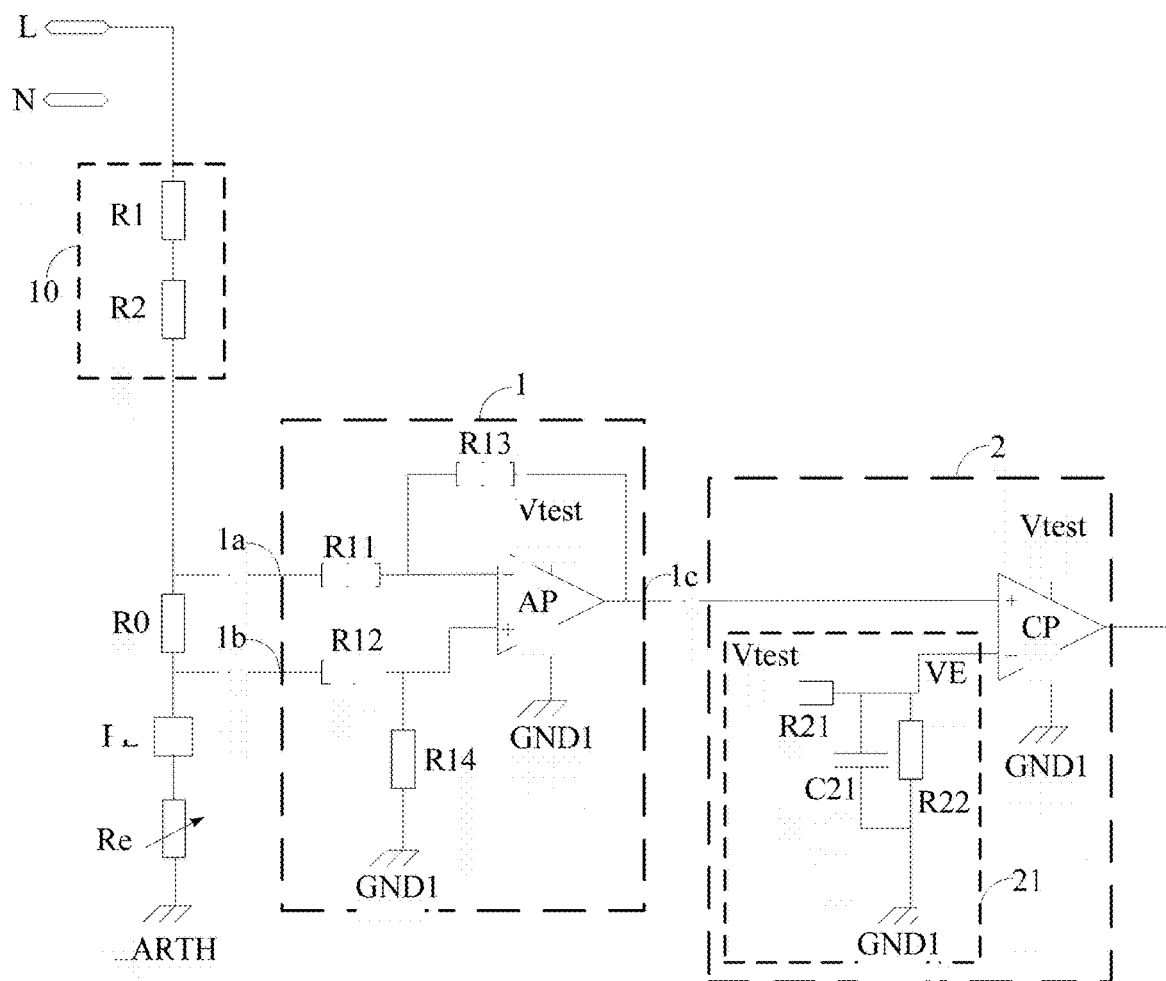 L
N
R1
10
R2
1
R13
2
Vtest
Vtest
1a
R11
1c
AP
R0
CP
1b
R12
Vtest
VE
R21
GND1
R14
GND1
C21
R22
Re
GND1
21
ARTH
GND1